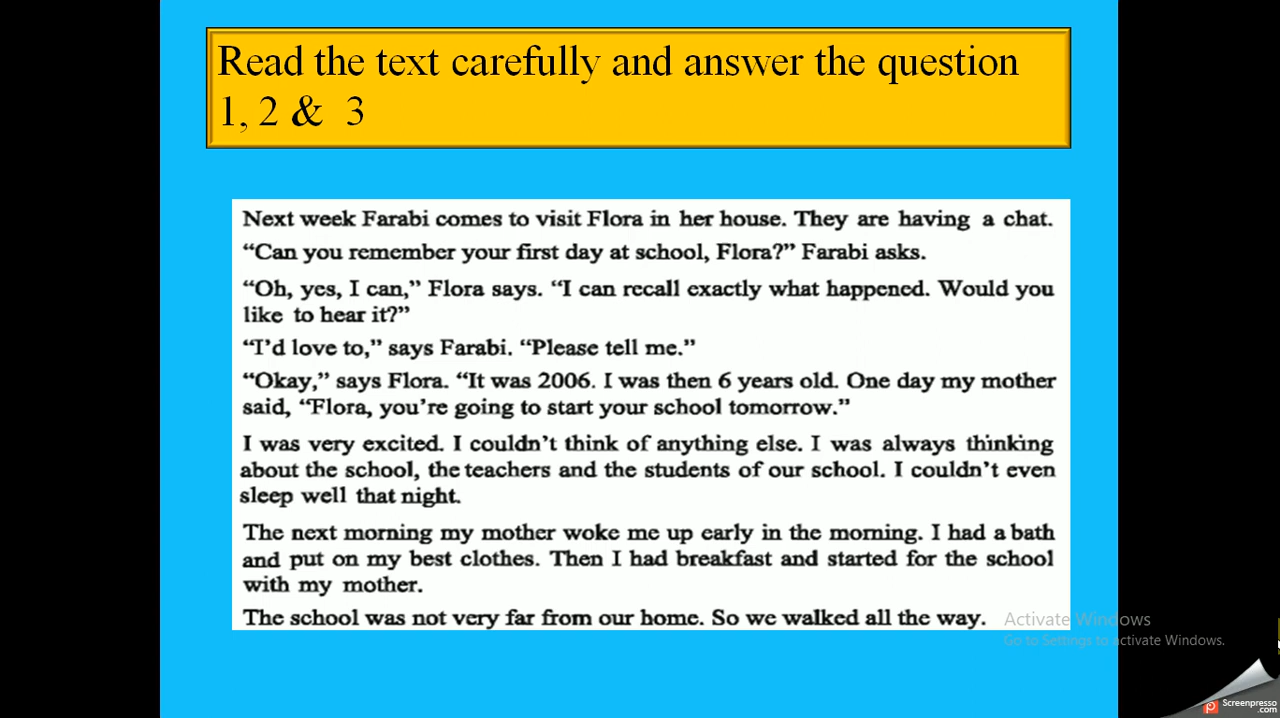 Read the text carefully and answer the question
1, 2 & 3
Next week Farabi comes to visit Flora in her house. They are having a chat.
“Can you remember your first day at school, Flora?” Farabi asks.
“Oh, yes, I can,” Flora says. “I can recall exactly what happened. Would you
like to hear it?”
“I’d love to,” says Farabi. “Please tell me.”
“Okay,” says Flora. “It was 2006. I was then 6 years old. One day my mother
said, “Flora, you’re going to start your school tomorrow.”
I was very excited. I couldn’t think of anything else. I was always thinking
about the school, the teachers and the students of our school. I couldn’t even
sleep well that night.
The next morning my mother woke me up early in the morning. I had a bath
and put on my best clothes. Then I had breakfast and started for the school
with my mother.
The school was not very far from our home. So we walked all the way.
Activate Windows
Go to Settings to activate Windows.
Screenpresso
.com